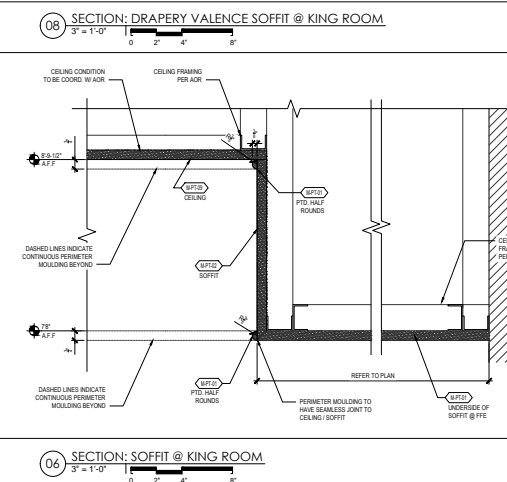 08
SECTION: DRAPERY VALENCE SOFFIT @ KING ROOM
3" = 1'-0"
0 2" 4" 8"
CEILING CONDITION
TO BE COORD. W/ AOR
CEILING FRAMING
PER AOR
8'-9-1/2"
A.F.F
M-PT-09
CEILING
M-PT-01
PTD. HALF
ROUNDS
DASHED LINES INDICATE
CONTINUOUS PERIMETER
MOULDING BEYOND
M-PT-02
SOFFIT
7'8"
A.F.F
M-PT-01
PTD. HALF
ROUNDS
DASHED LINES INDICATE
CONTINUOUS PERIMETER
MOULDING BEYOND
PERIMETER MOULDING TO
HAVE SEAMLESS JOINT TO
CEILING / SOFFIT
REFER TO PLAN
M-PT-01
UNDERSIDE OF
SOFFIT @ FFE
06
SECTION: SOFFIT @ KING ROOM
3" = 1'-0"
0 2" 4" 8"